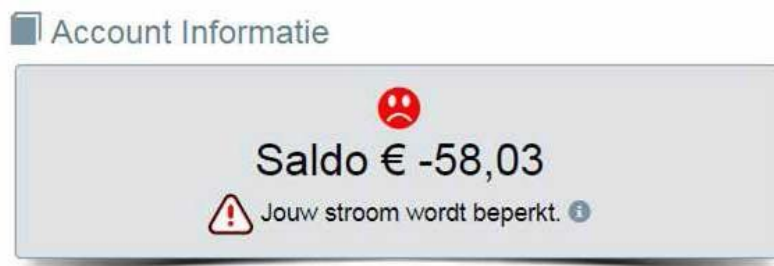 Account Informatie
Saldo € -58,03
Jouw stroom wordt beperkt.